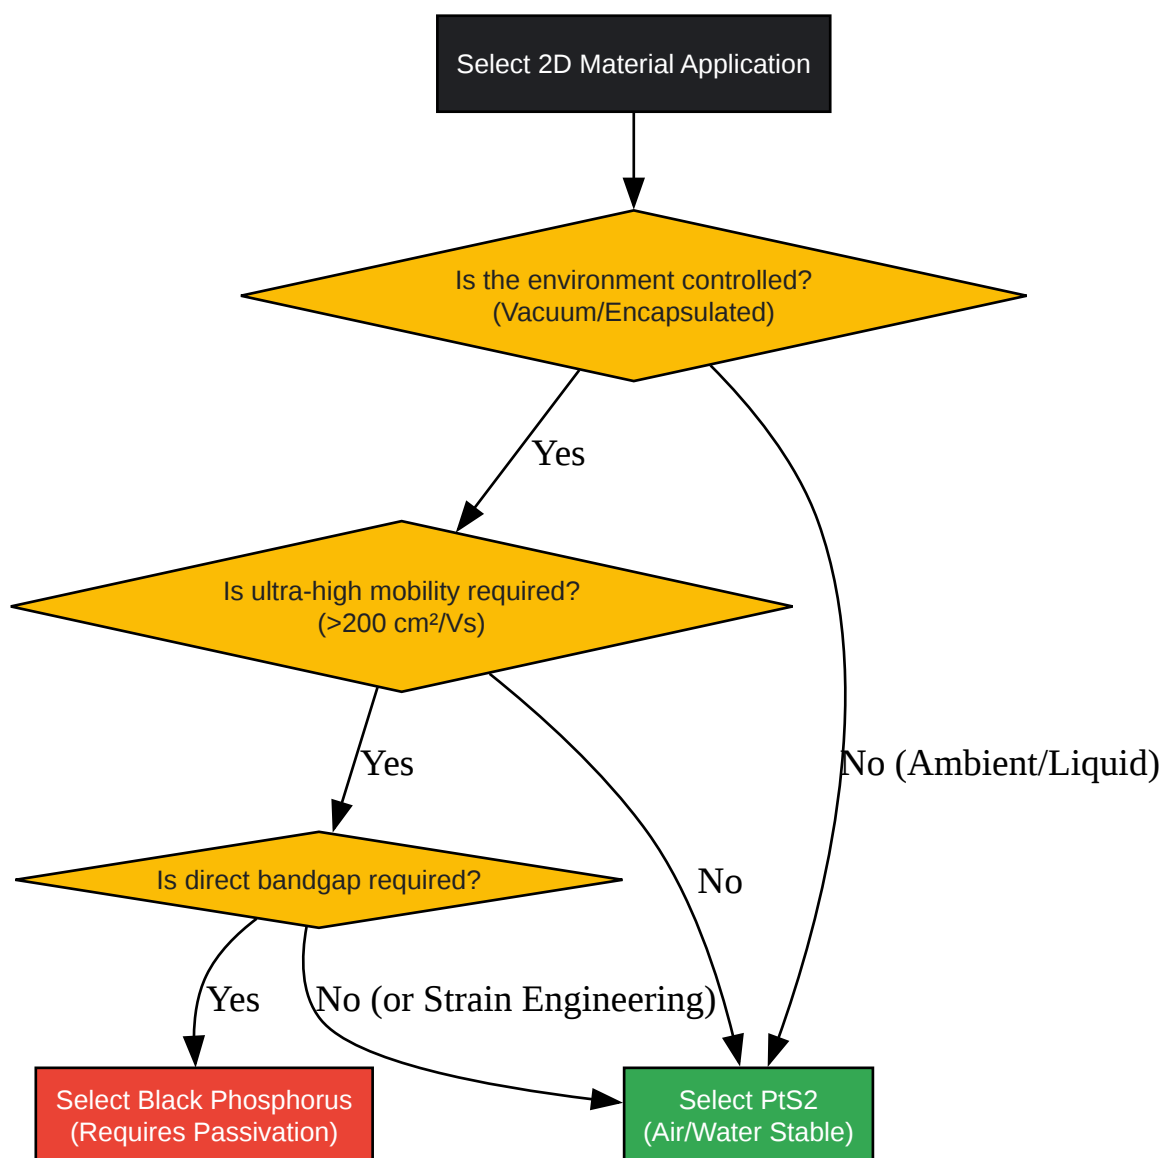 Select 2D Material Application
Is the environment controlled?
(Vacuum/Encapsulated)
Yes
Is ultra-high mobility required?
(>200 cm²/Vs)
Yes
No (Ambient/Liquid)
No
Is direct bandgap required?
Yes
No (or Strain Engineering)
Select Black Phosphorus
(Requires Passivation)
Select PtS2
(Air/Water Stable)